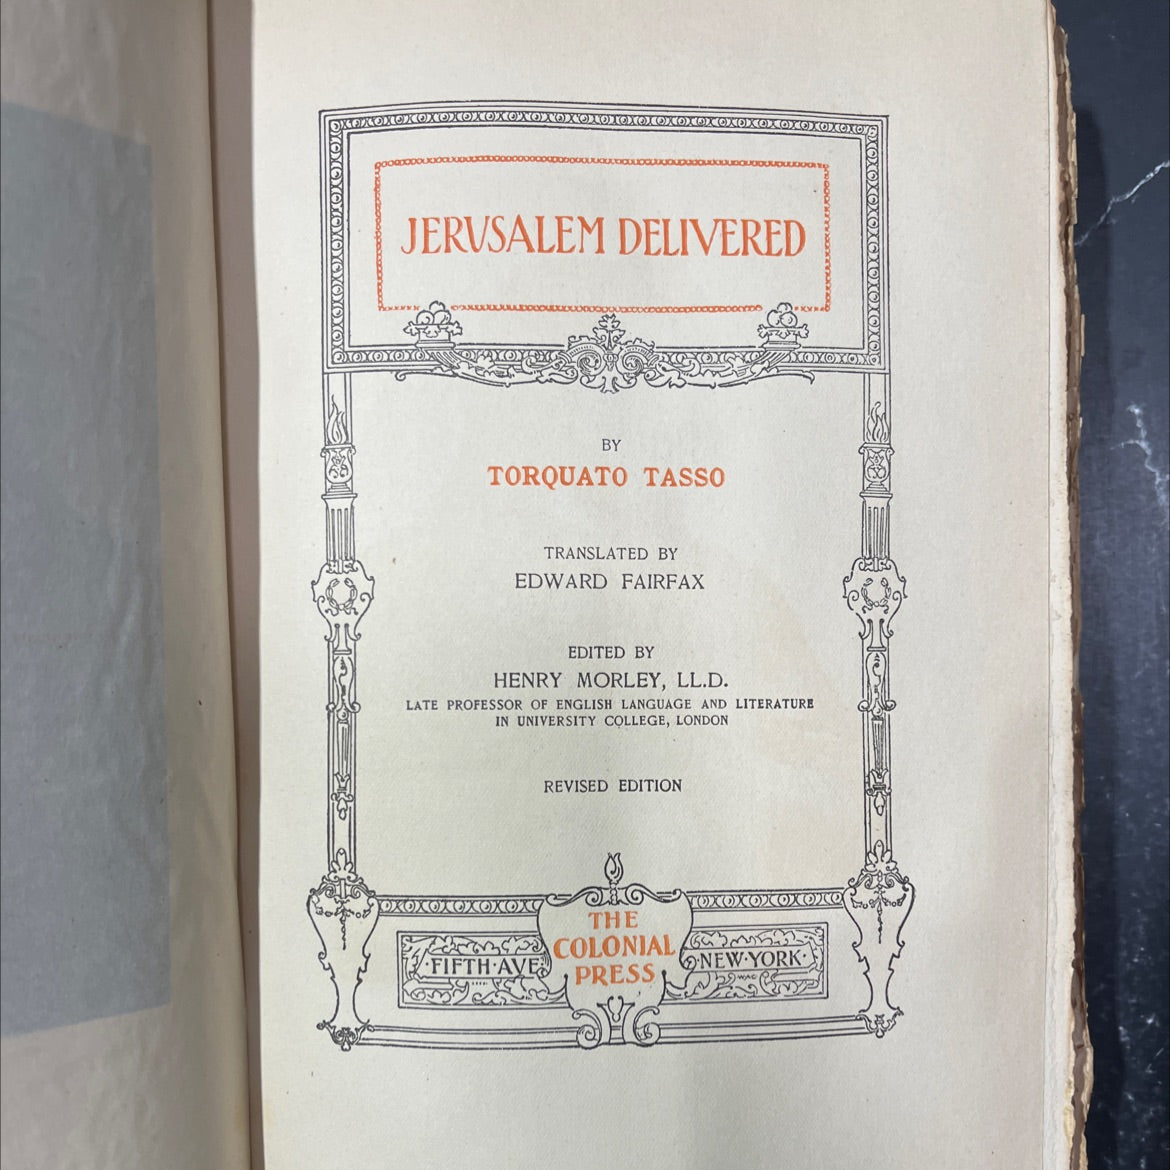 JERUSALEM DELIVERED
BY
TORQUATO TASSO
TRANSLATED BY
EDWARD FAIRFAX
EDITED BY
HENRY MORLEY, LL.D.
LATE PROFESSOR OF ENGLISH LANGUAGE AND LITERATURE
IN UNIVERSITY COLLEGE, LONDON
REVISED EDITION
THE
COLONIAL
PRESS
·FIFTH·AVE·
·NEW·YORK·
WAC